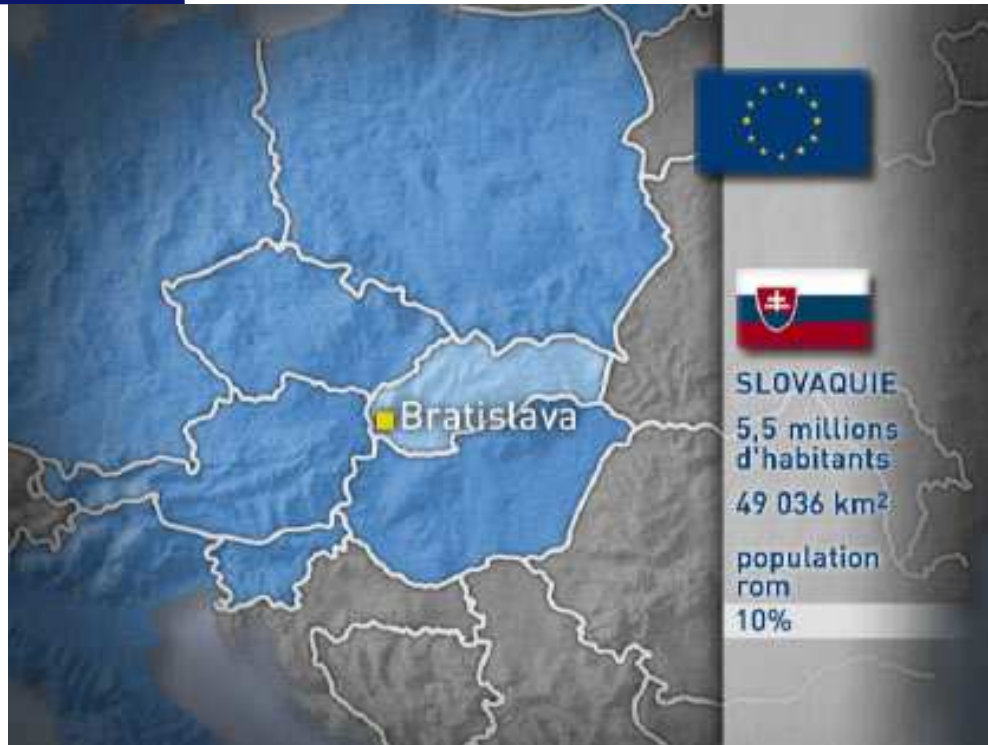 Bratislava
SLOVAQUIE
5,5 millions
d'habitants
49 036 km²
population
rom
10%